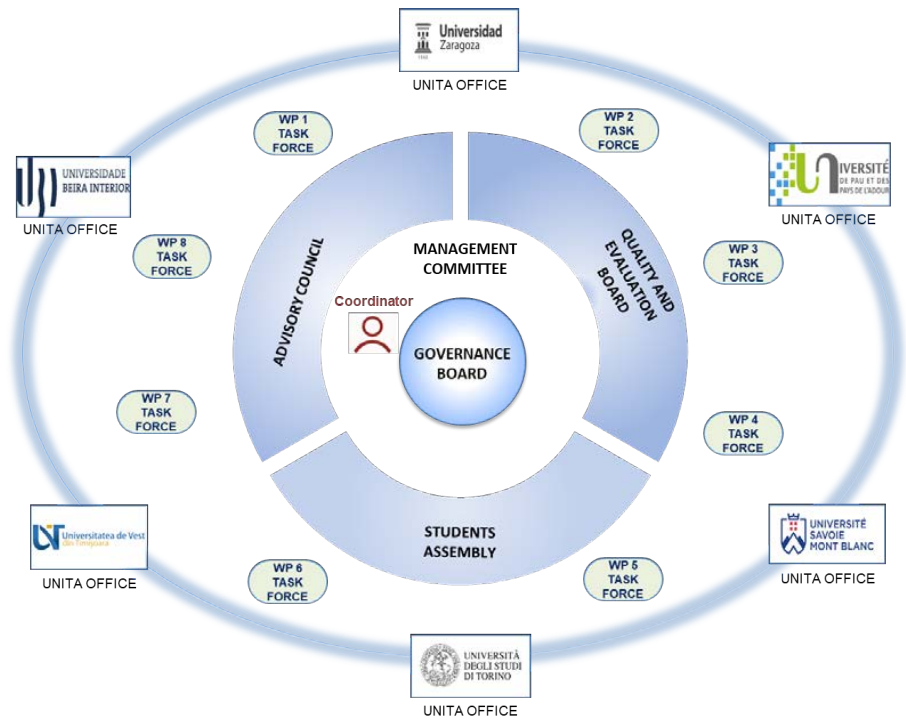 Universidad
Zaragoza
UNITA OFFICE
WP 1
TASK
FORCE
WP 2
TASK
FORCE
UNIVERSIDADE
BEIRA INTERIOR
UNITA OFFICE
UNIVERSITÉ
DE PAU ET DES
PAYS DE L'ADOUR
UNITA OFFICE
WP 8
TASK
FORCE
WP 3
TASK
FORCE
ADVISORY COUNCIL
MANAGEMENT
COMMITTEE
QUALITY AND
EVALUATION
BOARD
Coordinator
GOVERNANCE
BOARD
WP 7
TASK
FORCE
WP 4
TASK
FORCE
Universitatea de Vest
din Timișoara
UNITA OFFICE
STUDENTS
ASSEMBLY
UNIVERSITÉ
SAVOIE
MONT BLANC
UNITA OFFICE
WP 6
TASK
FORCE
WP 5
TASK
FORCE
UNIVERSITÀ
DEGLI STUDI
DI TORINO
UNITA OFFICE